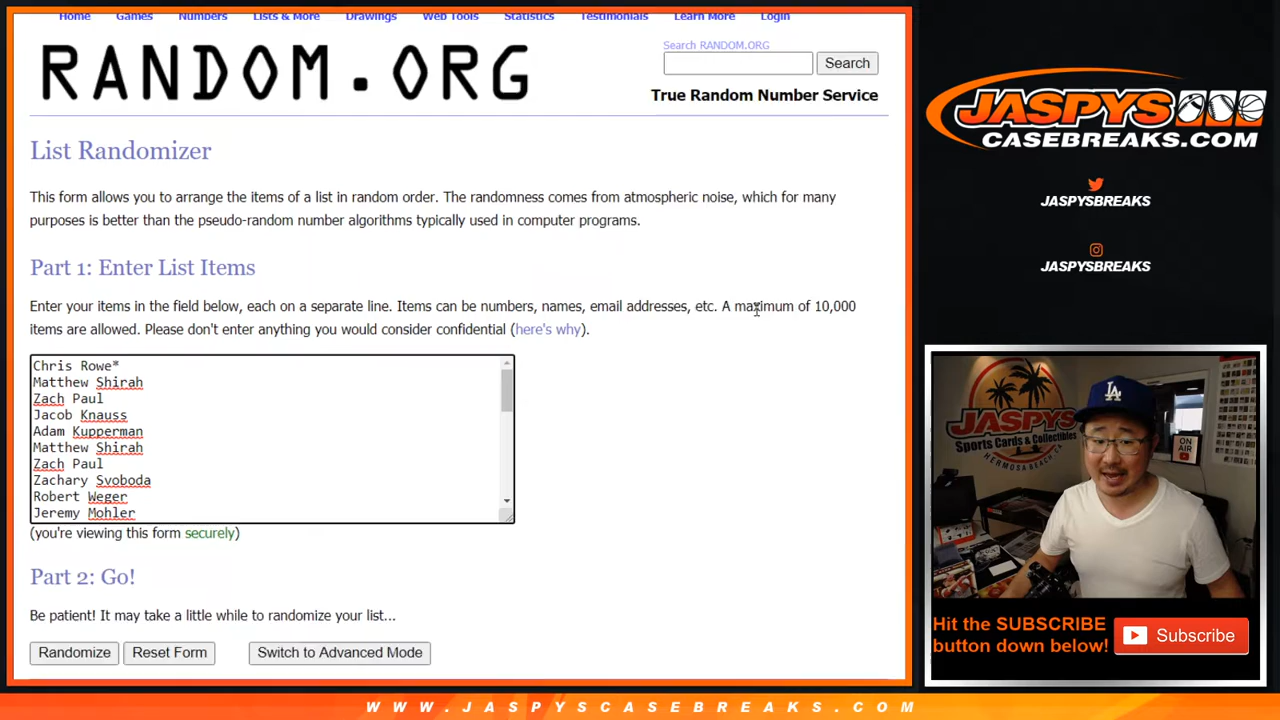 Home Games Numbers Lists & More Drawings Web Tools Statistics Testimonials Learn More Login
RANDOM.ORG
Search RANDOM.ORG
Search
True Random Number Service
List Randomizer
This form allows you to arrange the items of a list in random order. The randomness comes from atmospheric noise, which for many
purposes is better than the pseudo-random number algorithms typically used in computer programs.
Part 1: Enter List Items
Enter your items in the field below, each on a separate line. Items can be numbers, names, email addresses, etc. A maximum of 10,000
items are allowed. Please don't enter anything you would consider confidential (here's why).
Chris Rowe*
Matthew Shirah
Zach Paul
Jacob Knauss
Adam Kupperman
Matthew Shirah
Zach Paul
Zachary Svoboda
Robert Weger
Jeremy Mohler
(you're viewing this form securely)
Part 2: Go!
Be patient! It may take a little while to randomize your list...
Randomize Reset Form Switch to Advanced Mode
JASPYS
CASEBREAKS.COM
JASPYSBREAKS
JASPYSBREAKS
JASPYS
Sports Cards & Collectibles
HERMOSA BEACH CA
LA
ON
AIR
Hit the SUBSCRIBE
button down below!
Subscribe
WWW.JASPYSCASEBREAKS.COM